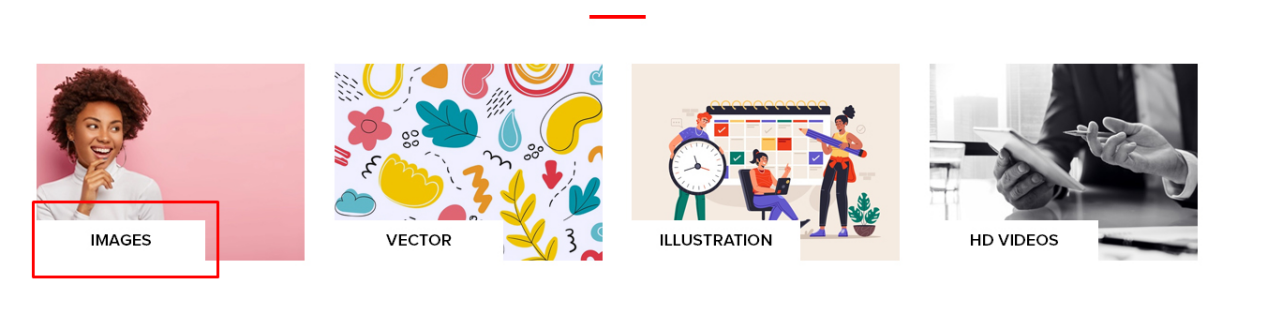 IMAGES
VECTOR
ILLUSTRATION
HD VIDEOS